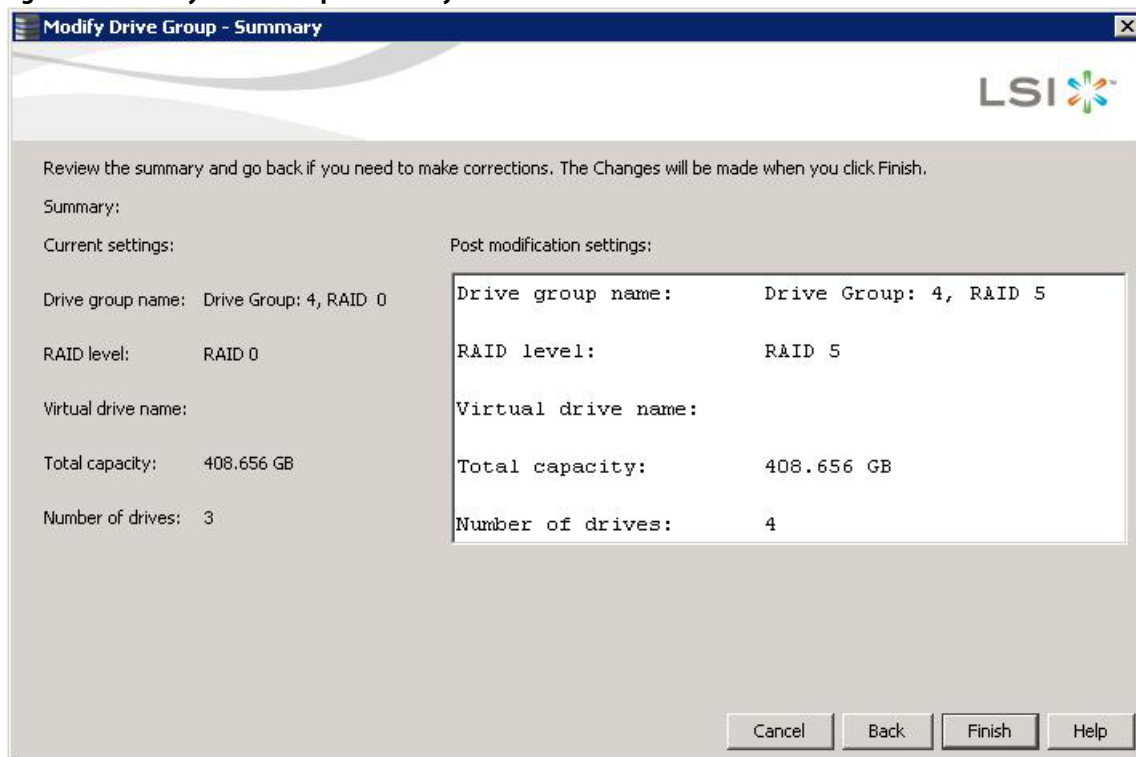 Modify Drive Group - Summary
LSI
Review the summary and go back if you need to make corrections. The Changes will be made when you click Finish.
Summary:
Current settings:
Drive group name: Drive Group: 4, RAID 0
RAID level: RAID 0
Virtual drive name:
Total capacity: 408.656 GB
Number of drives: 3
Post modification settings:
Drive group name: Drive Group: 4, RAID 5
RAID level: RAID 5
Virtual drive name:
Total capacity: 408.656 GB
Number of drives: 4
Cancel Back Finish Help